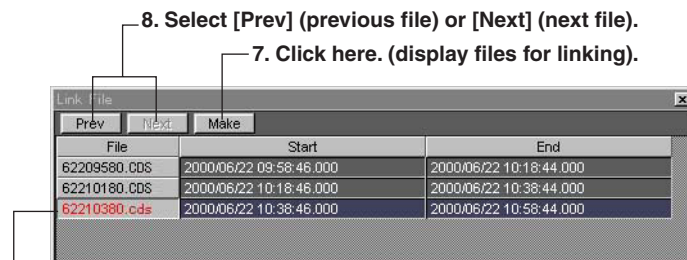 8. Select [Prev] (previous file) or [Next] (next file).
7. Click here. (display files for linking).
Link File
Prev Next Make
File Start End
62209580.CDS 2000/06/22 09:58:46.000 2000/06/22 10:18:44.000
62210180.CDS 2000/06/22 10:18:46.000 2000/06/22 10:38:44.000
62210380.cds 2000/06/22 10:38:46.000 2000/06/22 10:58:44.000